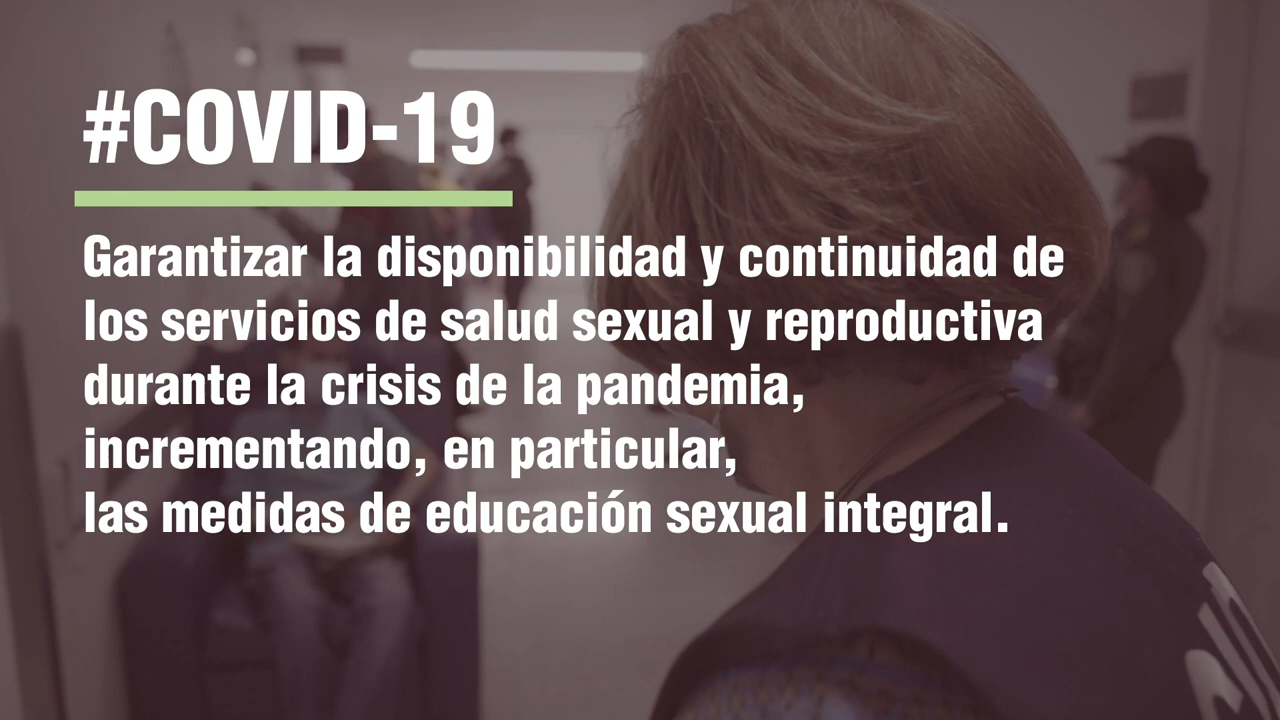 #COVID-19
Garantizar la disponibilidad y continuidad de
los servicios de salud sexual y reproductiva
durante la crisis de la pandemia,
incrementando, en particular,
las medidas de educación sexual integral.